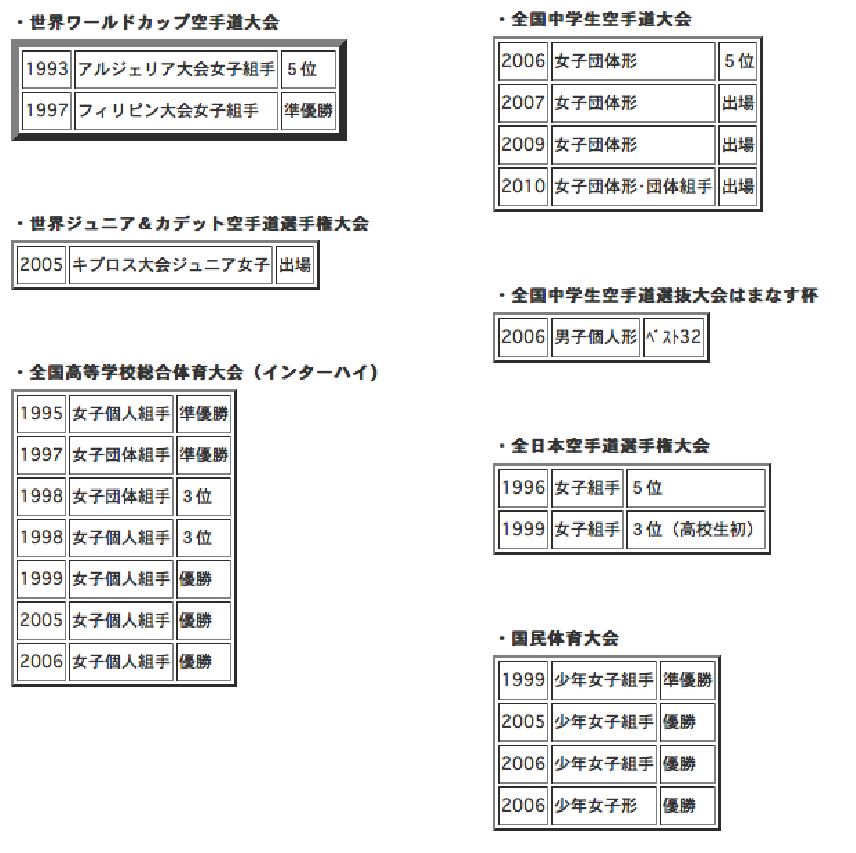 ・世界ワールドカップ空手道大会
1993 アルジェリア大会女子組手 5位
1997 フィリピン大会女子組手 準優勝
・世界ジュニア&カデット空手道選手権大会
2005 キプロス大会ジュニア女子 出場
・全国高等学校総合体育大会（インターハイ）
1995 女子個人組手 準優勝
1997 女子団体組手 準優勝
1998 女子団体組手 3位
1998 女子個人組手 3位
1999 女子個人組手 優勝
2005 女子個人組手 優勝
2006 女子個人組手 優勝
・全国中学生空手道大会
2006 女子団体形 5位
2007 女子団体形 出場
2009 女子団体形 出場
2010 女子団体形･団体組手 出場
・全国中学生空手道選抜大会はまなす杯
2006 男子個人形 ﾍﾞｽﾄ32
・全日本空手道選手権大会
1996 女子組手 5位
1999 女子組手 3位（高校生初）
・国民体育大会
1999 少年女子組手 準優勝
2005 少年女子組手 優勝
2006 少年女子組手 優勝
2006 少年女子形 優勝